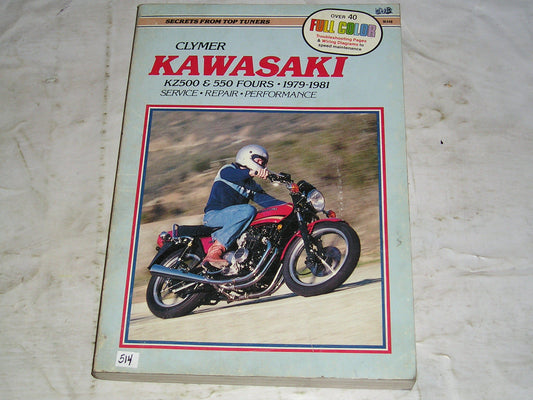 SECRETS FROM TOP TUNERS
M348
OVER 40
FULL COLOR
Troubleshooting Pages
& Wiring Diagrams to
speed maintenance
CLYMER
KAWASAKI
KZ500 & 550 FOURS • 1979-1981
SERVICE • REPAIR • PERFORMANCE
514